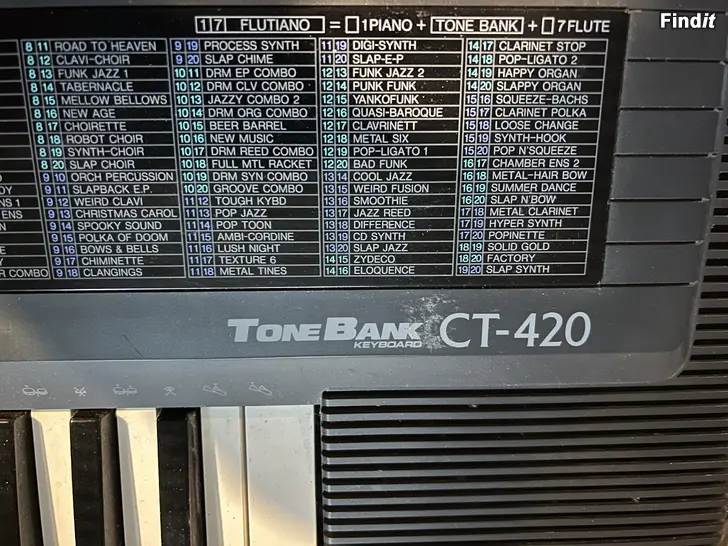 Findit
1 7 FLUTIANO = 1PIANO + TONE BANK + 7FLUTE
8 11 ROAD TO HEAVEN
8 12 CLAVI-CHOIR
8 13 FUNK JAZZ 1
8 14 TABERNACLE
8 15 MELLOW BELLOWS
8 16 NEW AGE
8 17 CHOIRETTE
8 18 ROBOT CHOIR
8 19 SYNTH-CHOIR
8 20 SLAP CHOIR
9 10 ORCH PERCUSSION
9 11 SLAPBACK E.P.
9 12 WEIRD CLAVI
9 13 CHRISTMAS CAROL
9 14 SPOOKY SOUND
9 15 POLKA OF DOOM
9 16 BOWS & BELLS
9 17 CHIMINETTE
9 18 CLANGINGS
9 19 PROCESS SYNTH
9 20 SLAP CHIME
10 11 DRM EP COMBO
10 12 DRM CLV COMBO
10 13 JAZZY COMBO 2
10 14 DRM ORG COMBO
10 15 BEER BARREL
10 16 NEW MUSIC
10 17 DRM REED COMBO
10 18 FULL MTL RACKET
10 19 DRM SYN COMBO
10 20 GROOVE COMBO
11 12 TOUGH KYBD
11 13 POP JAZZ
11 14 POP TOON
11 15 AMBI-CORDINE
11 16 LUSH NIGHT
11 17 TEXTURE 6
11 18 METAL TINES
11 19 DIGI-SYNTH
11 20 SLAP-E-P
12 13 FUNK JAZZ 2
12 14 PUNK FUNK
12 15 YANKOFUNK
12 16 QUASI-BAROQUE
12 17 CLAVRINETT
12 18 METAL SIX
12 19 POP-LIGATO 1
12 20 BAD FUNK
13 14 COOL JAZZ
13 15 WEIRD FUSION
13 16 SMOOTHIE
13 17 JAZZ REED
13 18 DIFFERENCE
13 19 CD SYNTH
13 20 SLAP JAZZ
14 15 ZYDECO
14 16 ELOQUENCE
14 17 CLARINET STOP
14 18 POP-LIGATO 2
14 19 HAPPY ORGAN
14 20 SLAPPY ORGAN
15 16 SQUEEZE-BACHS
15 17 CLARINET POLKA
15 18 LOOSE CHANGE
15 19 SYNTH-HOOK
15 20 POP N'SQUEEZE
16 17 CHAMBER ENS 2
16 18 METAL-HAIR BOW
16 19 SUMMER DANCE
16 20 SLAP N'BOW
17 18 METAL CLARINET
17 19 HYPER SYNTH
17 20 POPINETTE
18 19 SOLID GOLD
18 20 FACTORY
19 20 SLAP SYNTH
TONE BANK
KEYBOARD
CT-420